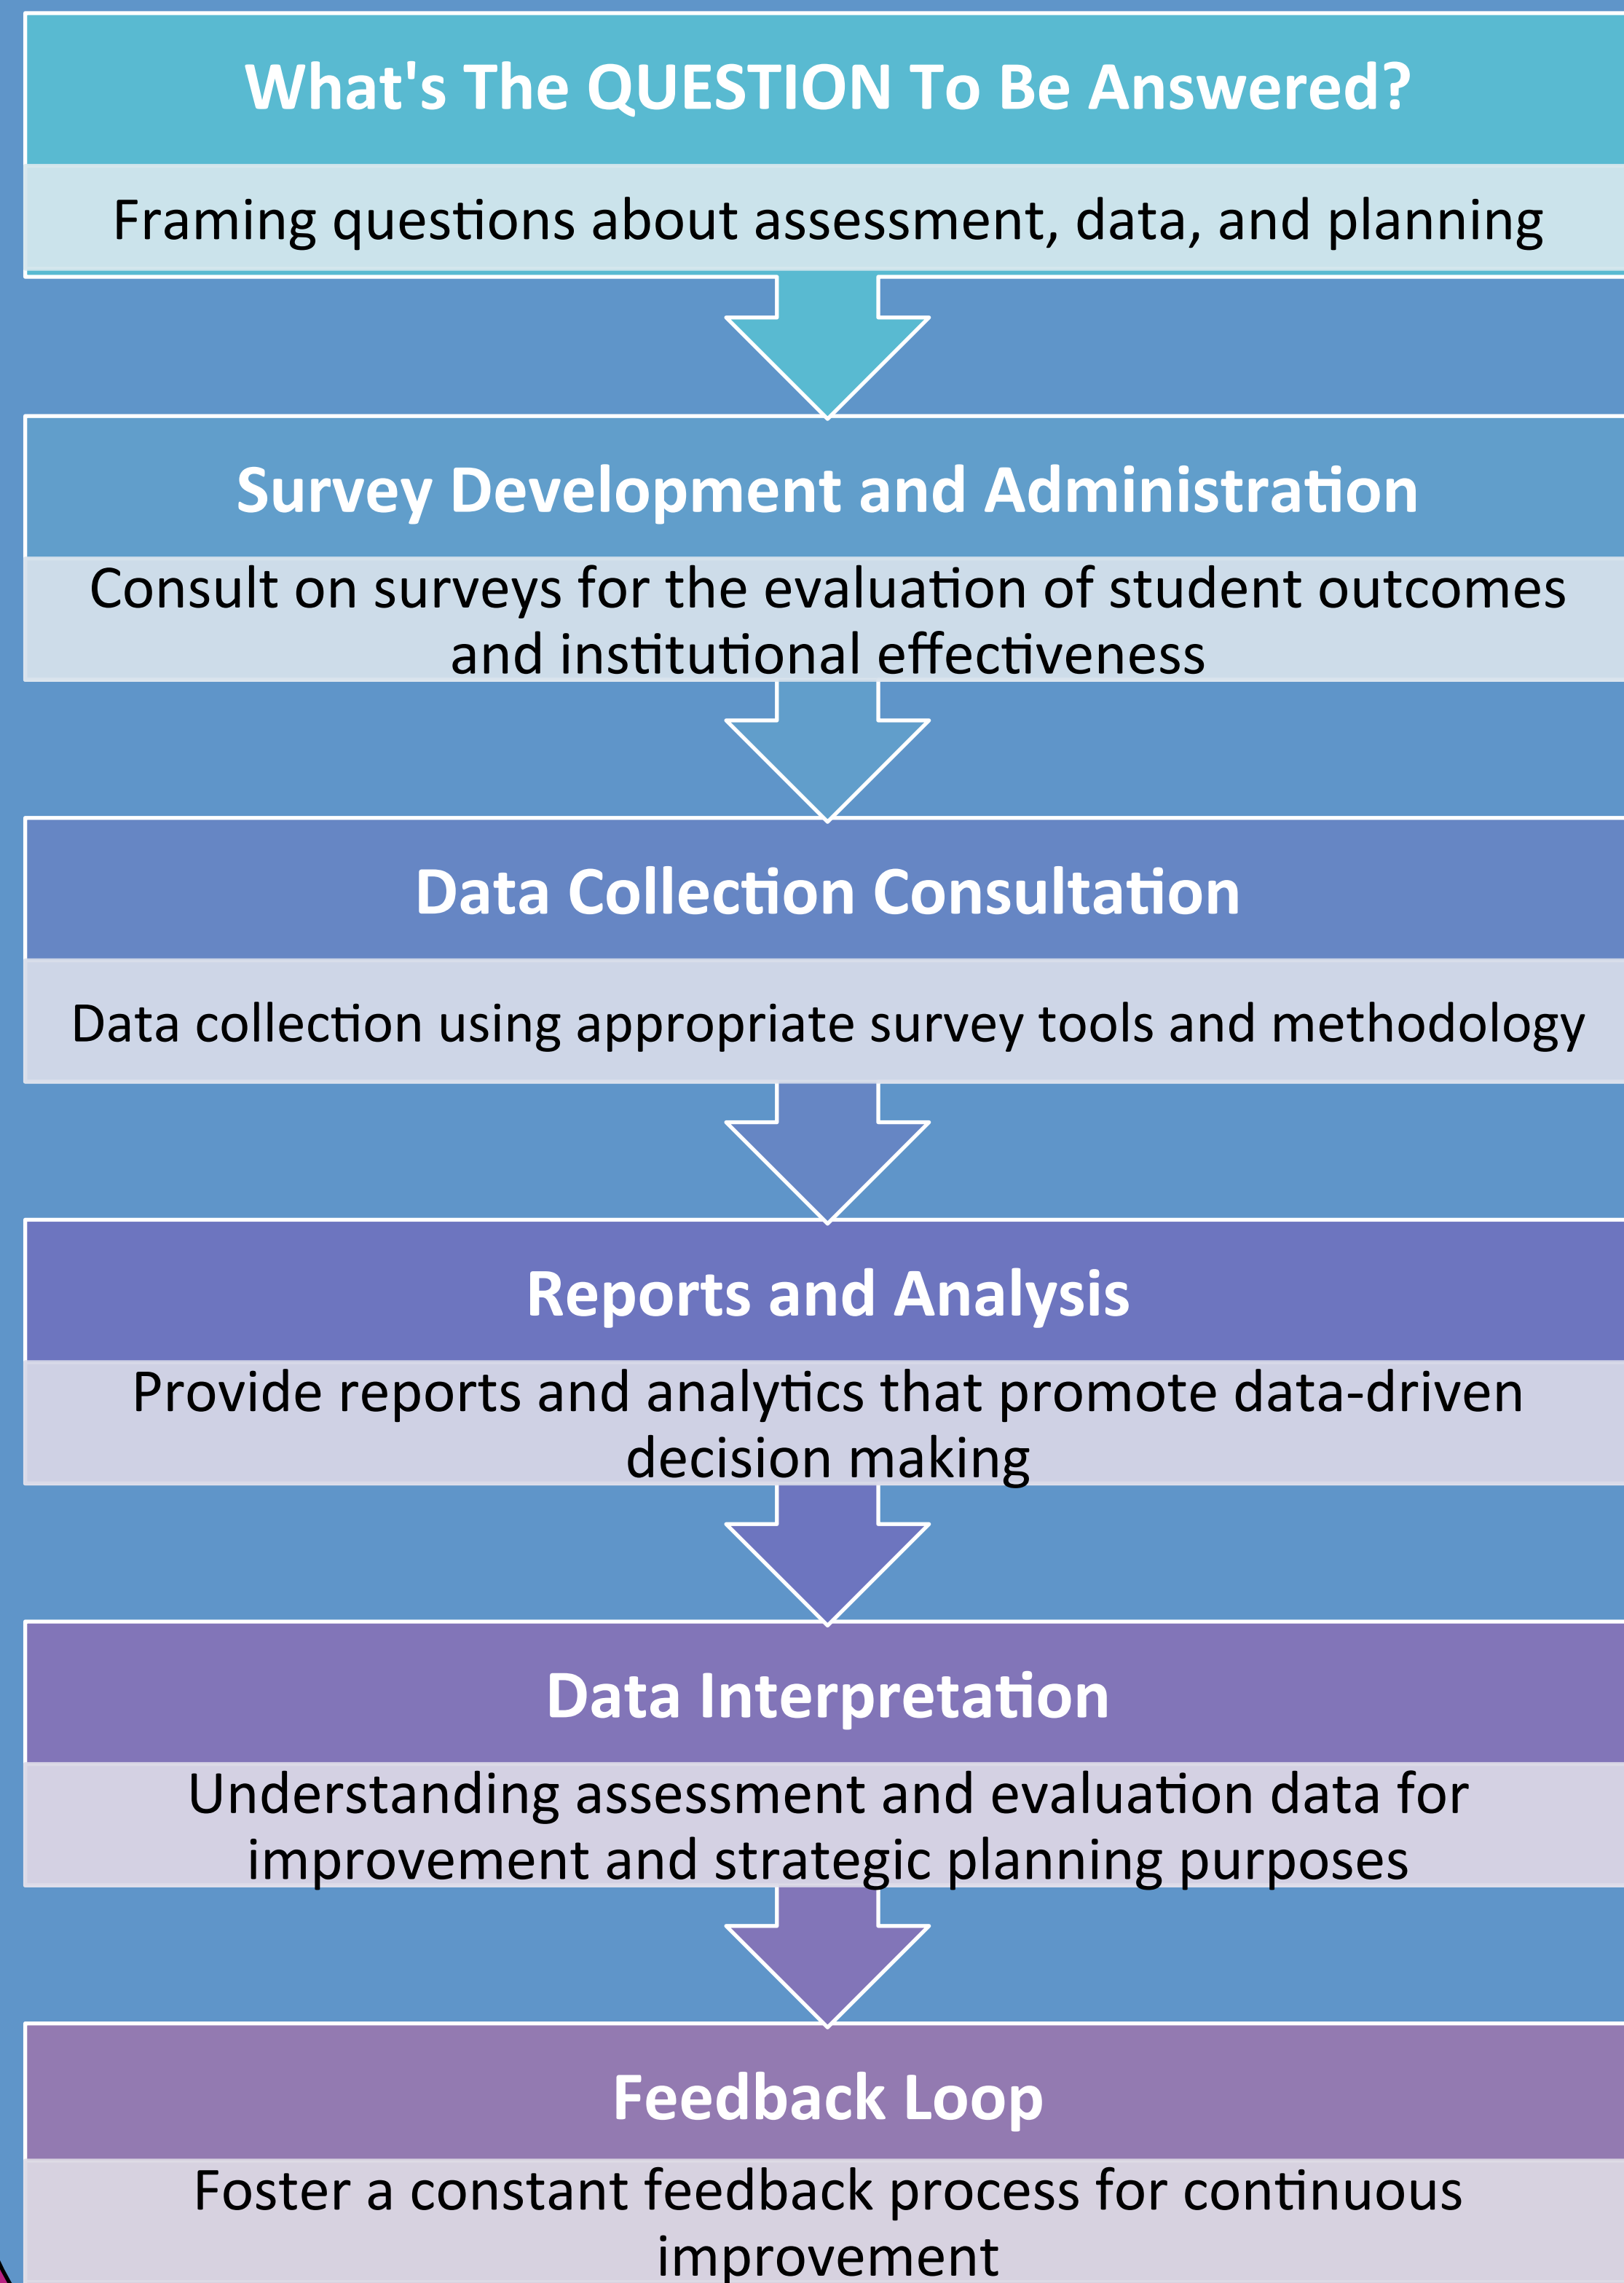 What's The QUESTION To Be Answered?
Framing questions about assessment, data, and planning
Survey Development and Administration
Consult on surveys for the evaluation of student outcomes
and institutional effectiveness
Data Collection Consultation
Data collection using appropriate survey tools and methodology
Reports and Analysis
Provide reports and analytics that promote data-driven
decision making
Data Interpretation
Understanding assessment and evaluation data for
improvement and strategic planning purposes
Feedback Loop
Foster a constant feedback process for continuous
improvement